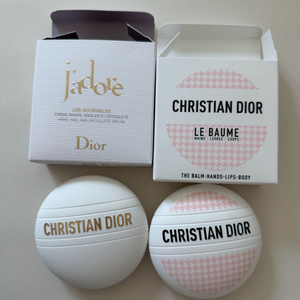 j'adore
LES ADORABLES
CRÈME MAINS, ONGLES ET DÉCOLLETÉ
HAND, NAIL AND DÉCOLLETÉ CREAM
Dior
CHRISTIAN DIOR
LE BAUME
MAINS - LÈVRES - CORPS
THE BALM-HANDS-LIPS-BODY
CHRISTIAN DIOR
CHRISTIAN DIOR